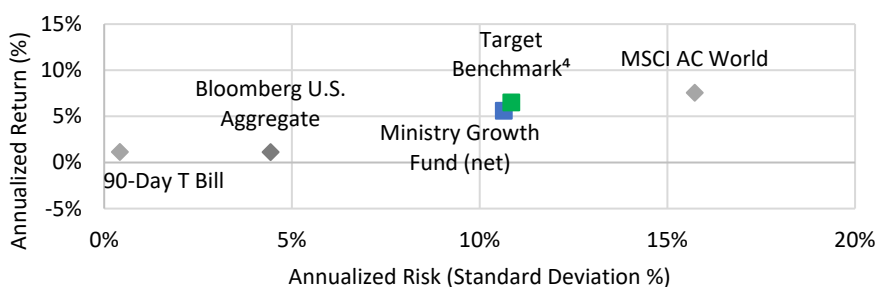 Annualized Return (%)
15%
10%
5%
0%
-5%
Target
Benchmark⁴
MSCI AC World
Bloomberg U.S.
Aggregate
Ministry Growth
Fund (net)
90-Day T Bill
0%
5%
10%
15%
20%
Annualized Risk (Standard Deviation %)